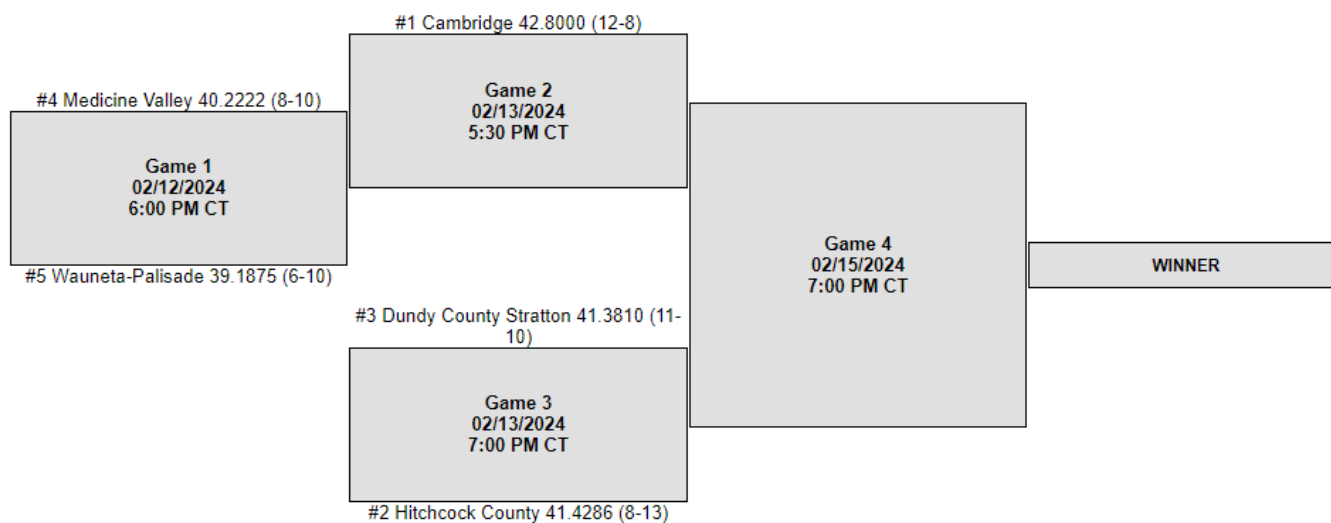 #1 Cambridge 42.8000 (12-8)
Game 2
02/13/2024
5:30 PM CT
#4 Medicine Valley 40.2222 (8-10)
Game 1
02/12/2024
6:00 PM CT
#5 Wauneta-Palisade 39.1875 (6-10)
Game 4
02/15/2024
7:00 PM CT
WINNER
#3 Dundy County Stratton 41.3810 (11-
10)
Game 3
02/13/2024
7:00 PM CT
#2 Hitchcock County 41.4286 (8-13)